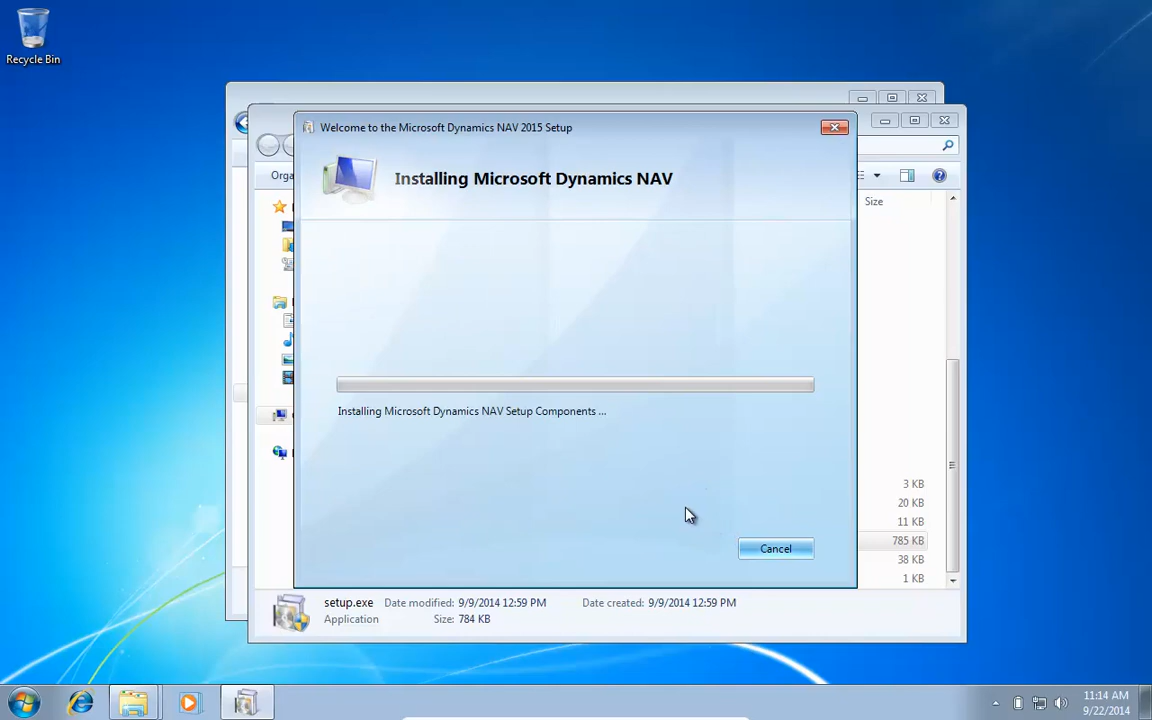 Recycle Bin
Welcome to the Microsoft Dynamics NAV 2015 Setup
Installing Microsoft Dynamics NAV
Orga
Size
Installing Microsoft Dynamics NAV Setup Components ...
3 KB
20 KB
11 KB
785 KB
38 KB
1 KB
Cancel
setup.exe Date modified: 9/9/2014 12:59 PM Date created: 9/9/2014 12:59 PM
Application Size: 784 KB
11:14 AM
9/22/2014